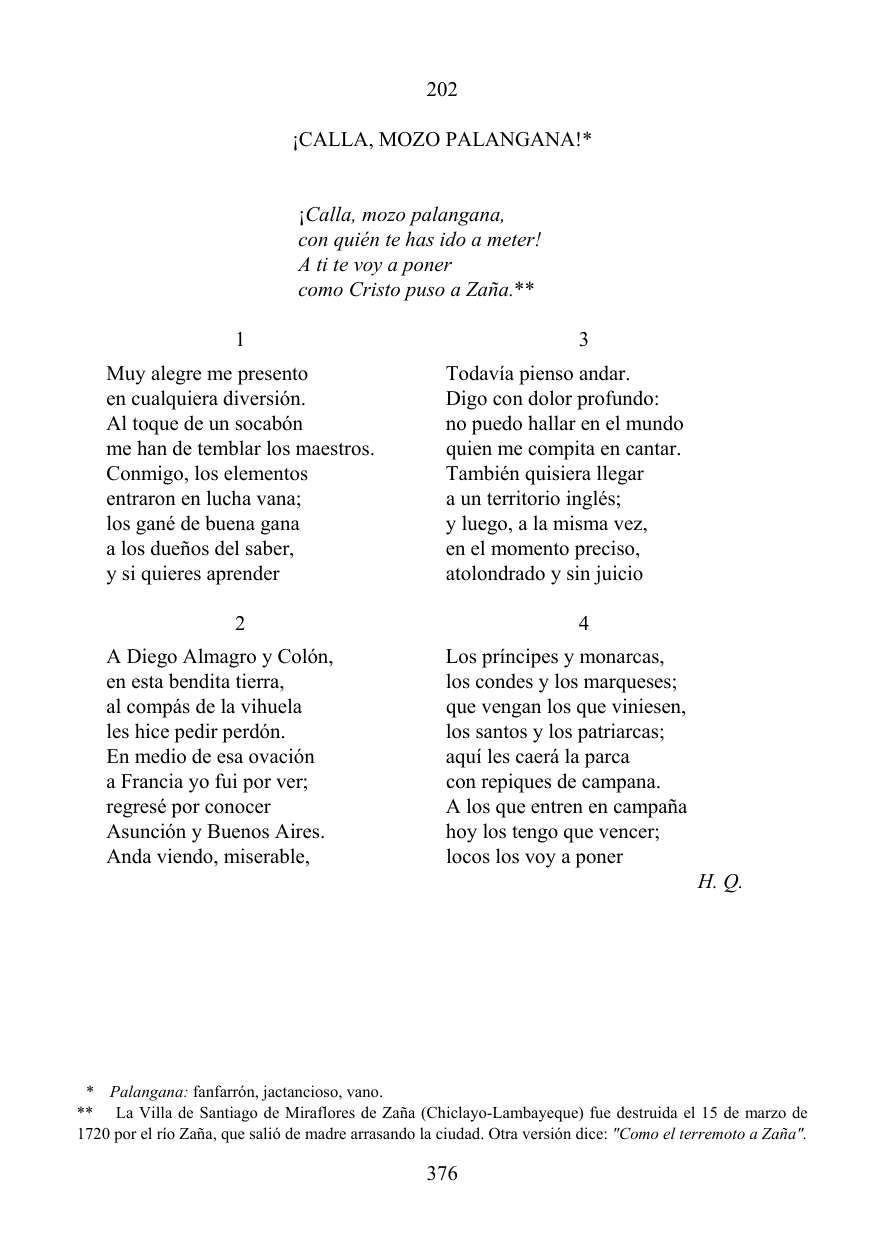 202
¡CALLA, MOZO PALANGANA!*
¡Calla, mozo palangana,
con quién te has ido a meter!
A ti te voy a poner
como Cristo puso a Zaña.**
1
Muy alegre me presento
en cualquiera diversión.
Al toque de un socabón
me han de temblar los maestros.
Conmigo, los elementos
entraron en lucha vana;
los gané de buena gana
a los dueños del saber,
y si quieres aprender
2
A Diego Almagro y Colón,
en esta bendita tierra,
al compás de la vihuela
les hice pedir perdón.
En medio de esa ovación
a Francia yo fui por ver;
regresé por conocer
Asunción y Buenos Aires.
Anda viendo, miserable,
3
Todavía pienso andar.
Digo con dolor profundo:
no puedo hallar en el mundo
quien me compita en cantar.
También quisiera llegar
a un territorio inglés;
y luego, a la misma vez,
en el momento preciso,
atolondrado y sin juicio
4
Los príncipes y monarcas,
los condes y los marqueses;
que vengan los que viniesen,
los santos y los patriarcas;
aquí les caerá la parca
con repiques de campana.
A los que entren en campaña
hoy los tengo que vencer;
locos los voy a poner
H. Q.
* Palangana: fanfarrón, jactancioso, vano.
** La Villa de Santiago de Miraflores de Zaña (Chiclayo-Lambayeque) fue destruida el 15 de marzo de
1720 por el río Zaña, que salió de madre arrasando la ciudad. Otra versión dice: "Como el terremoto a Zaña".
376